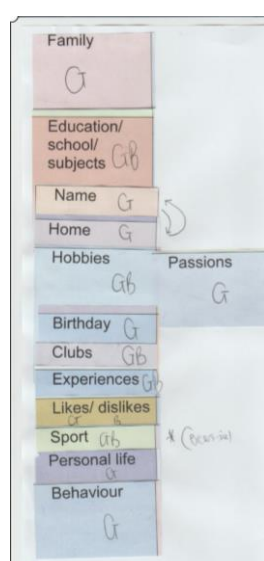 Family
G
Education/
school/
subjects GB
Name G
Home G
Hobbies
GB
Passions
G
Birthday G
Clubs GB
Experiences GB
Likes/ dislikes
G B
Sport GB
Personal life
G
Behaviour
G